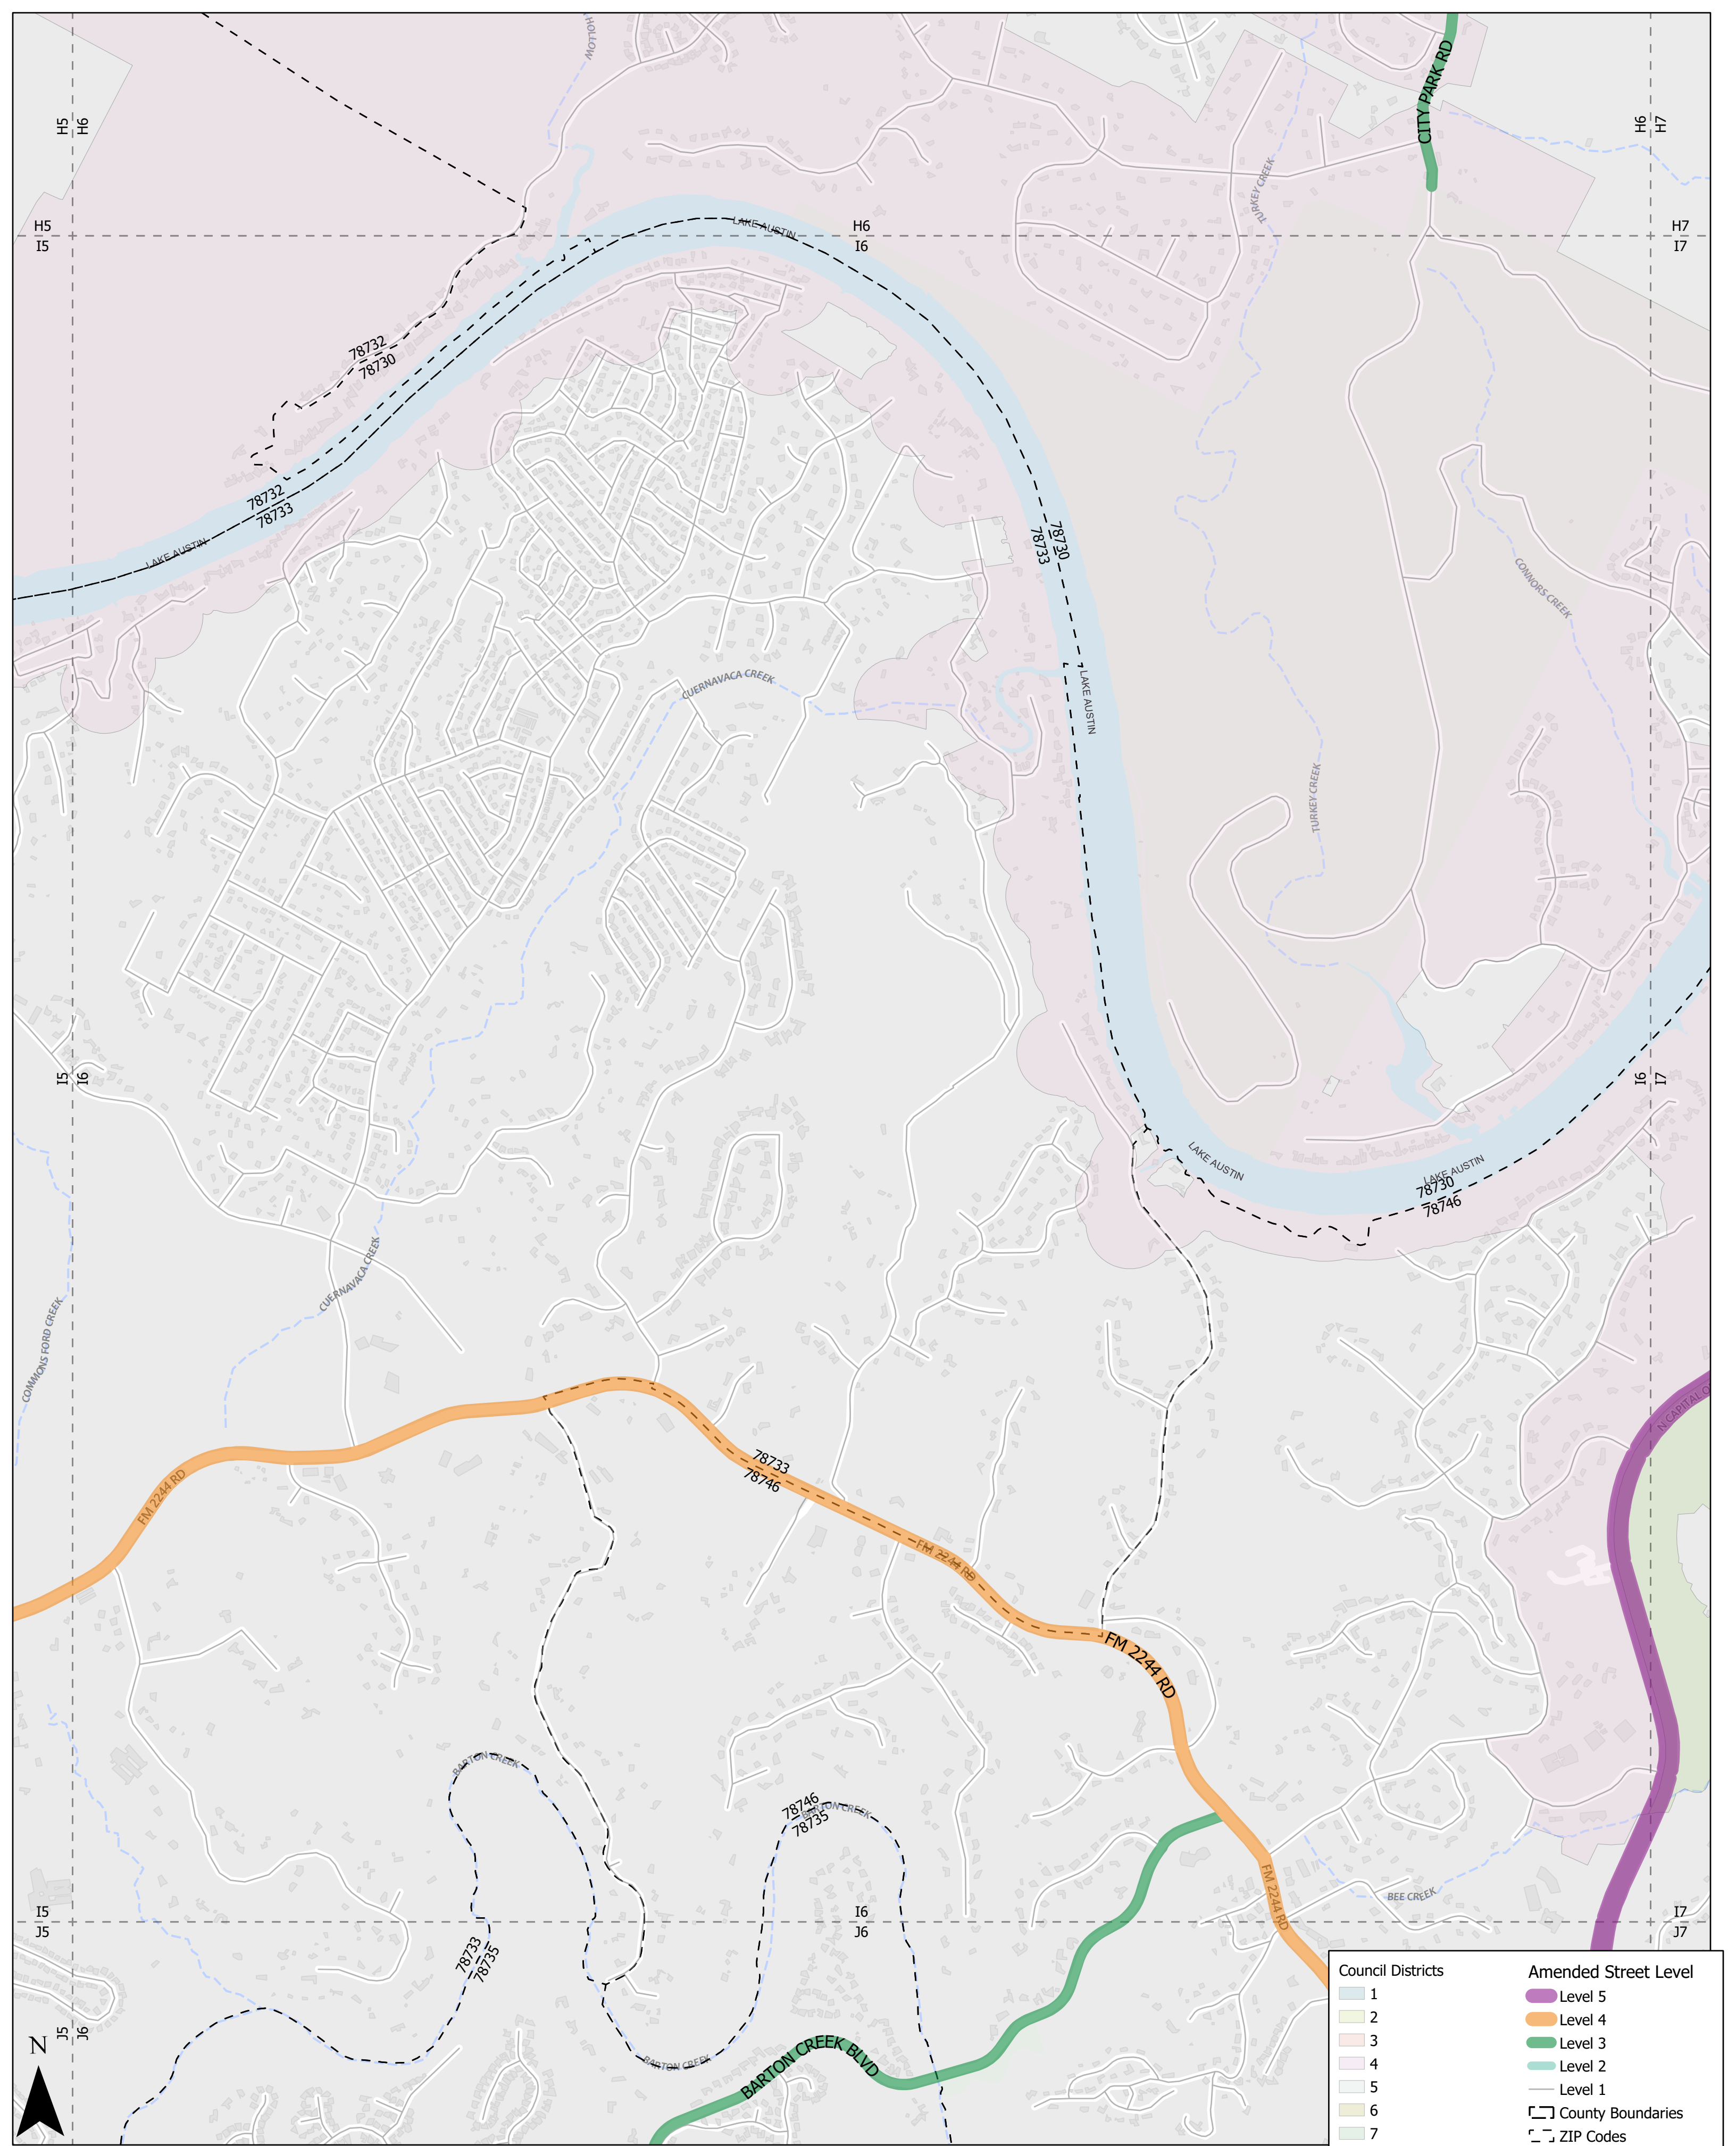 HOLLOW
CITY PARK RD
H5
H6
H6
H7
TURKEY CREEK
H5
I5
LAKE AUSTIN
H6
I6
H7
I7
78732
78730
78732
78733
LAKE AUSTIN
78730
78733
CONNORS CREEK
CUERNAVACA CREEK
LAKE AUSTIN
TURKEY CREEK
I5
I6
I6
I7
LAKE AUSTIN
LAKE AUSTIN
78730
78746
CUERNAVACA CREEK
COMMONS FORD CREEK
N CAPITAL O
78733
78746
FM 2244 RD
FM 2244 RD
FM 2244 RD
BARTON CREEK
78746
78735
BARTON CREEK
FM 2244 RD
BEE CREEK
I5
J5
I6
J6
I7
J7
78733
78735
J5
J6
BARTON CREEK
BARTON CREEK BLVD
N
Council Districts
1
2
3
4
5
6
7
Amended Street Level
Level 5
Level 4
Level 3
Level 2
Level 1
County Boundaries
ZIP Codes